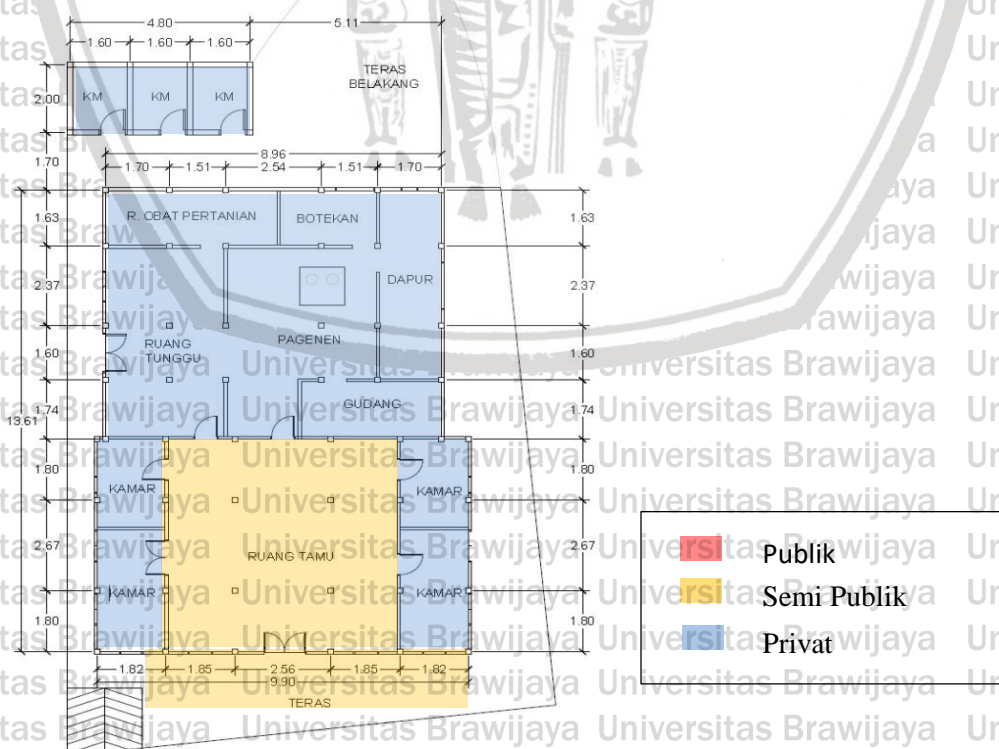 4.80
5.11
1.60 1.60 1.60
TERAS
BELAKANG
2.00
KM KM KM
1.70
8.96
1.70 1.51 2.54 1.51 1.70
1.63
R. OBAT PERTANIAN
BOTEKAN
1.63
2.37
DAPUR
2.37
1.60
RUANG
TUNGGU
PAGENEN
1.60
13.61
1.74
GUDANG
1.74
1.80
KAMAR
KAMAR
1.80
2.67
RUANG TAMU
2.67
KAMAR
KAMAR
1.80
1.80
1.82 1.85 2.56 1.85 1.82
9.90
TERAS
Publik
Semi Publik
Privat
Universitas Brawijaya